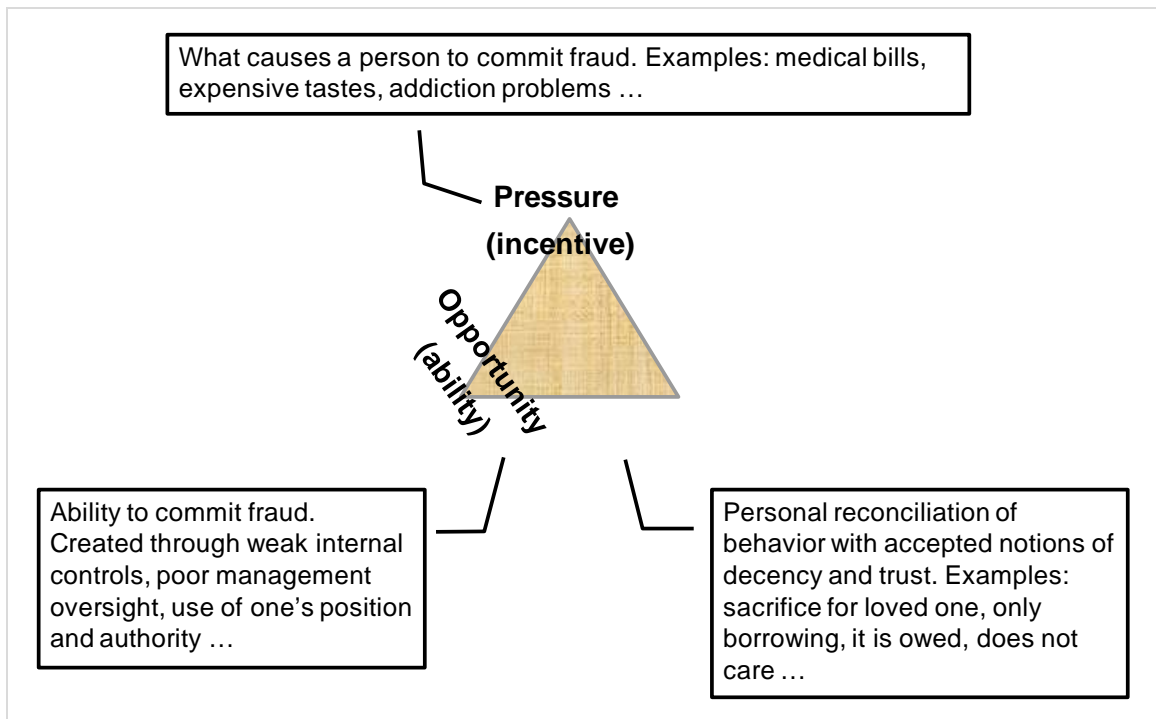 What causes a person to commit fraud. Examples: medical bills,
expensive tastes, addiction problems …
Pressure
(incentive)
Opportunity
(ability)
Ability to commit fraud.
Created through weak internal
controls, poor management
oversight, use of one’s position
and authority …
Personal reconciliation of
behavior with accepted notions of
decency and trust. Examples:
sacrifice for loved one, only
borrowing, it is owed, does not
care …